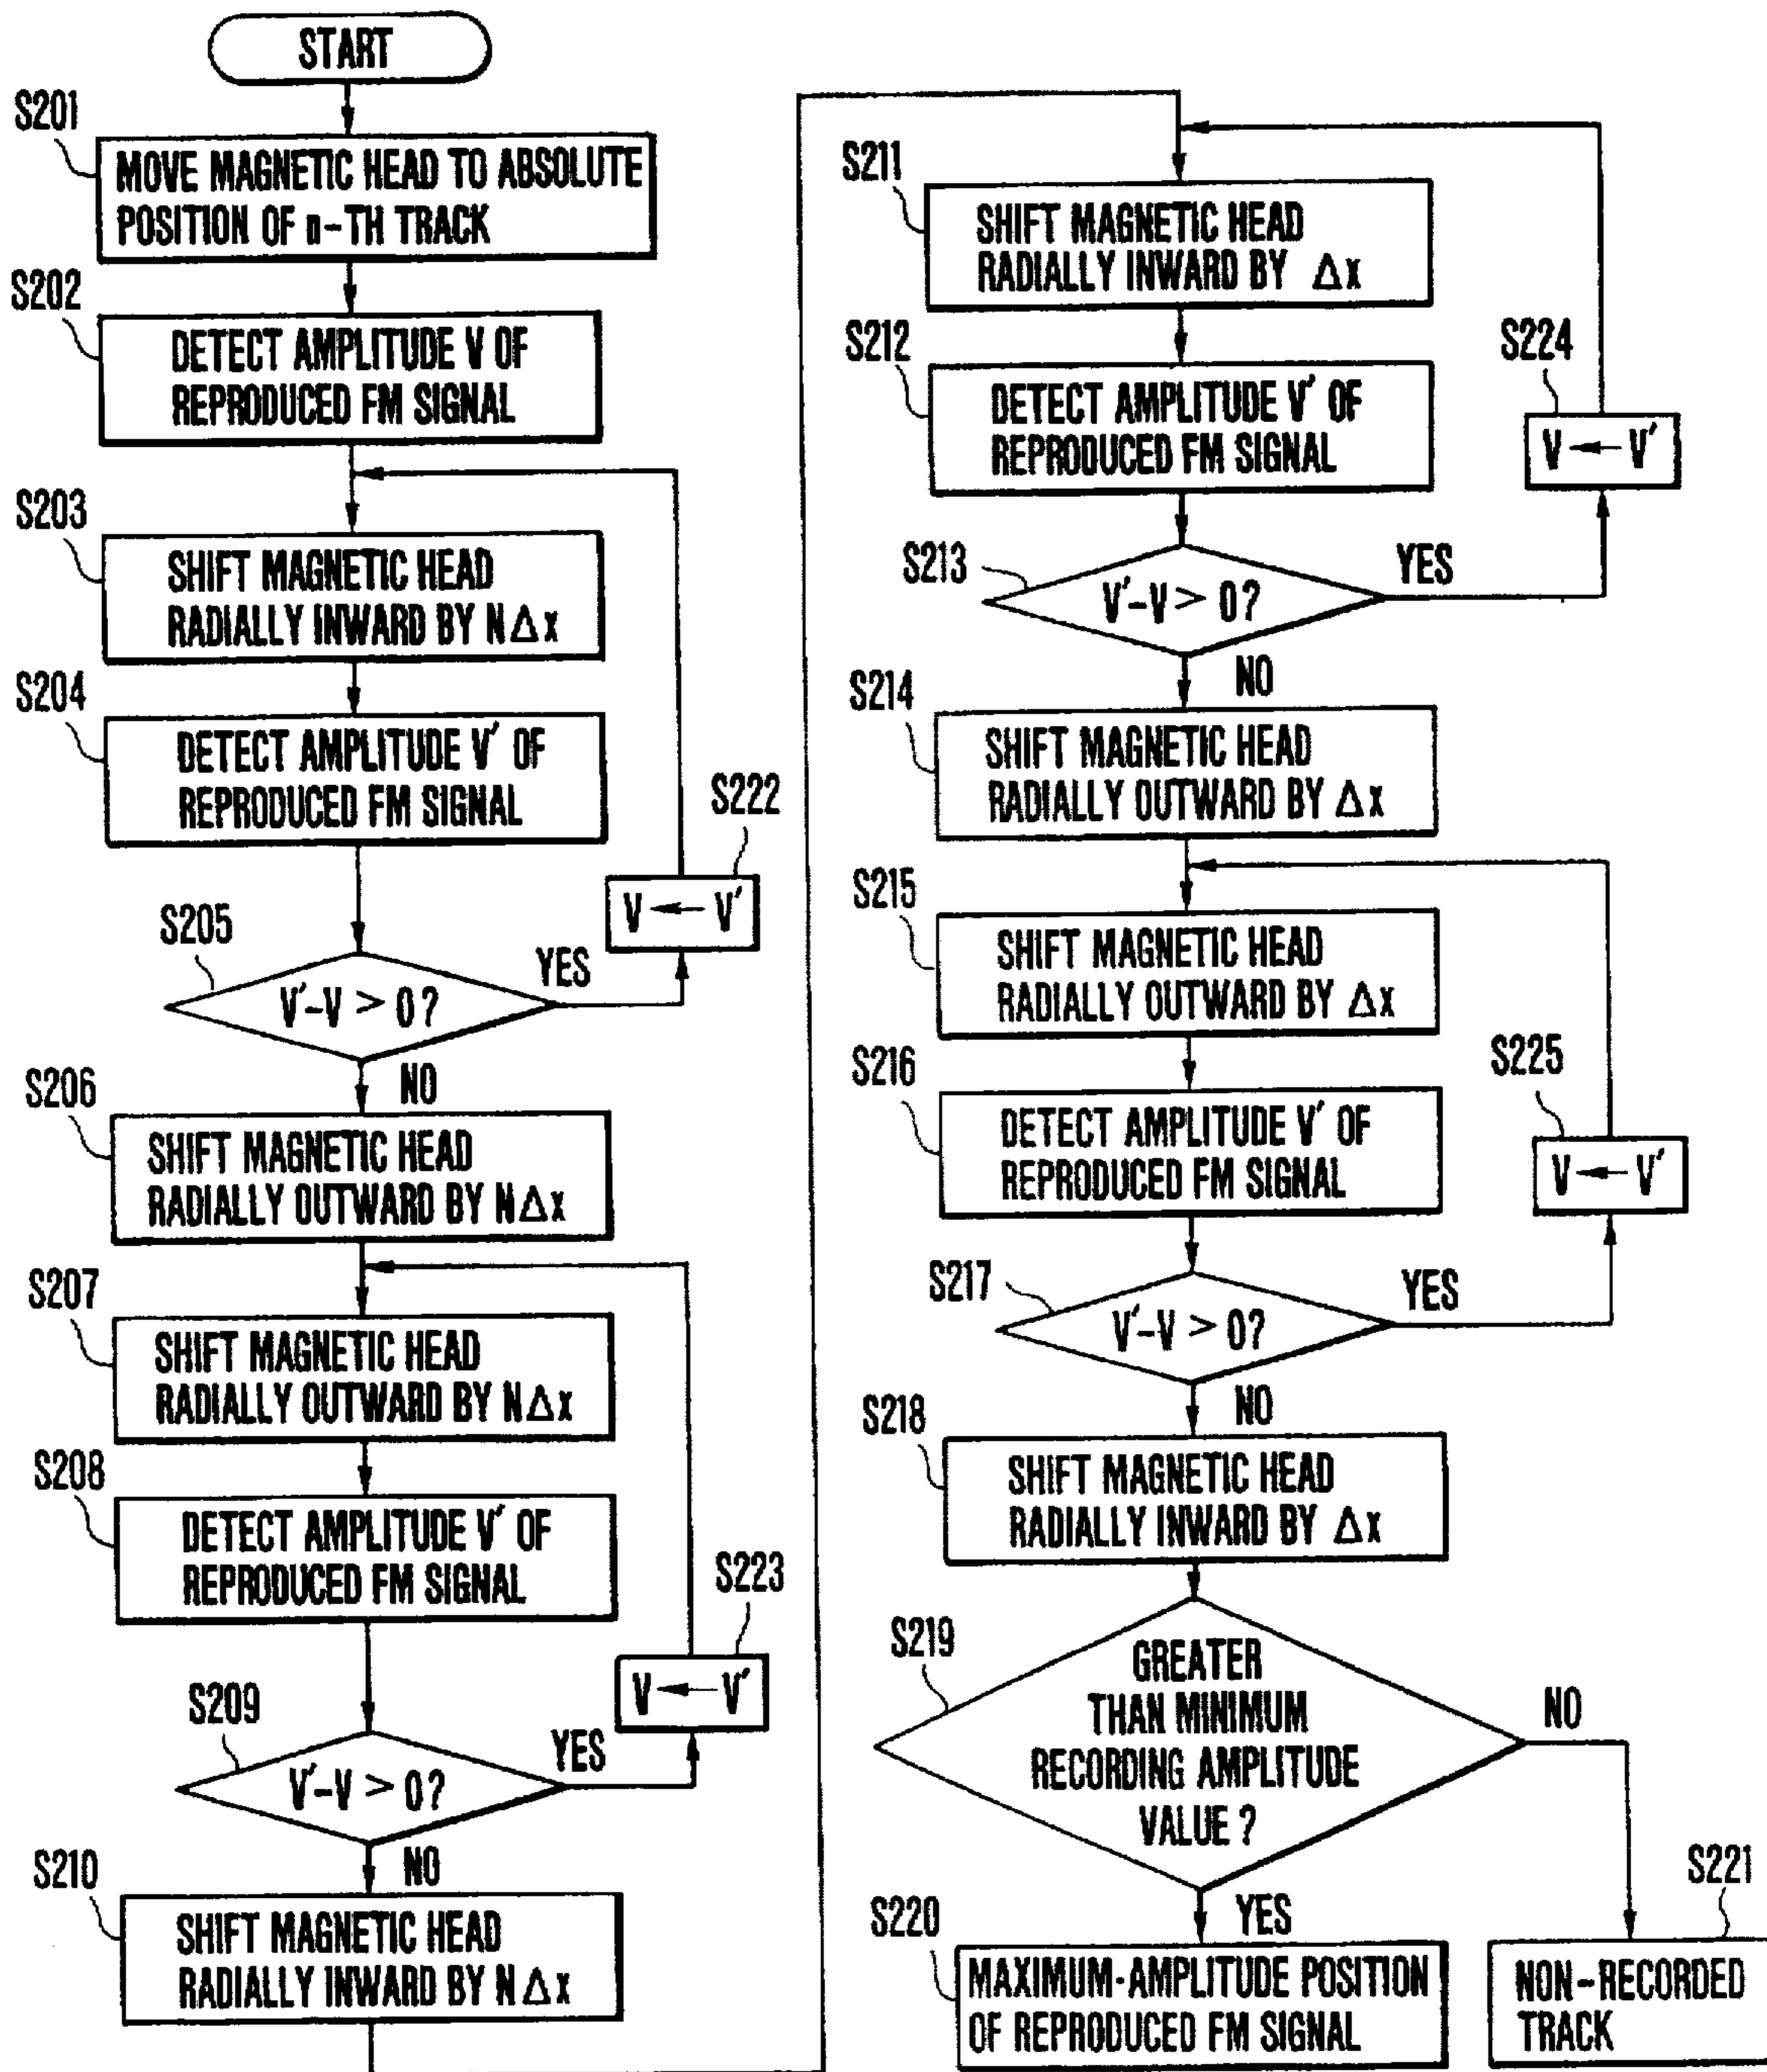 START
S201
MOVE MAGNETIC HEAD TO ABSOLUTE
POSITION OF n-TH TRACK
S202
DETECT AMPLITUDE V OF
REPRODUCED FM SIGNAL
S203
SHIFT MAGNETIC HEAD
RADIALLY INWARD BY NΔx
S204
DETECT AMPLITUDE V' OF
REPRODUCED FM SIGNAL
S222
V ← V'
S205
V'-V > 0?
YES
NO
S206
SHIFT MAGNETIC HEAD
RADIALLY OUTWARD BY NΔx
S207
SHIFT MAGNETIC HEAD
RADIALLY OUTWARD BY NΔx
S208
DETECT AMPLITUDE V' OF
REPRODUCED FM SIGNAL
S223
V ← V'
S209
V'-V > 0?
YES
NO
S210
SHIFT MAGNETIC HEAD
RADIALLY INWARD BY NΔx
S211
SHIFT MAGNETIC HEAD
RADIALLY INWARD BY Δx
S212
DETECT AMPLITUDE V' OF
REPRODUCED FM SIGNAL
S224
V ← V'
S213
V'-V > 0?
YES
NO
S214
SHIFT MAGNETIC HEAD
RADIALLY OUTWARD BY Δx
S215
SHIFT MAGNETIC HEAD
RADIALLY OUTWARD BY Δx
S216
DETECT AMPLITUDE V' OF
REPRODUCED FM SIGNAL
S225
V ← V'
S217
V'-V > 0?
YES
NO
S218
SHIFT MAGNETIC HEAD
RADIALLY INWARD BY Δx
S219
GREATER
THAN MINIMUM
RECORDING AMPLITUDE
VALUE ?
NO
YES
S220
MAXIMUM-AMPLITUDE POSITION
OF REPRODUCED FM SIGNAL
S221
NON-RECORDED
TRACK